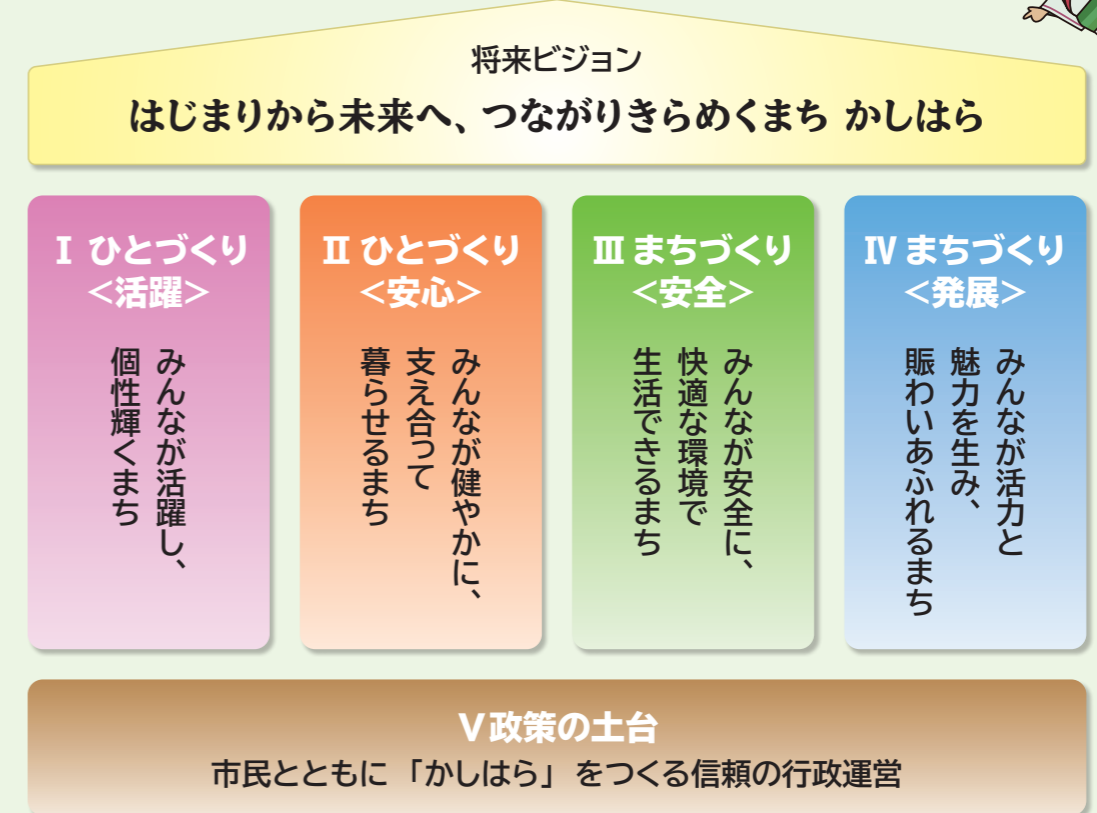 将来ビジョン
はじまりから未来へ、つながりきらめくまち かしはら
Ⅰ ひとづくり
<活躍>
みんなが活躍し、
個性輝くまち
Ⅱ ひとづくり
<安心>
みんなが健やかに、
支え合って
暮らせるまち
Ⅲ まちづくり
<安全>
みんなが安全に、
快適な環境で
生活できるまち
Ⅳ まちづくり
<発展>
みんなが活力と
魅力を生み、
賑わいあふれるまち
Ⅴ政策の土台
市民とともに「かしはら」をつくる信頼の行政運営